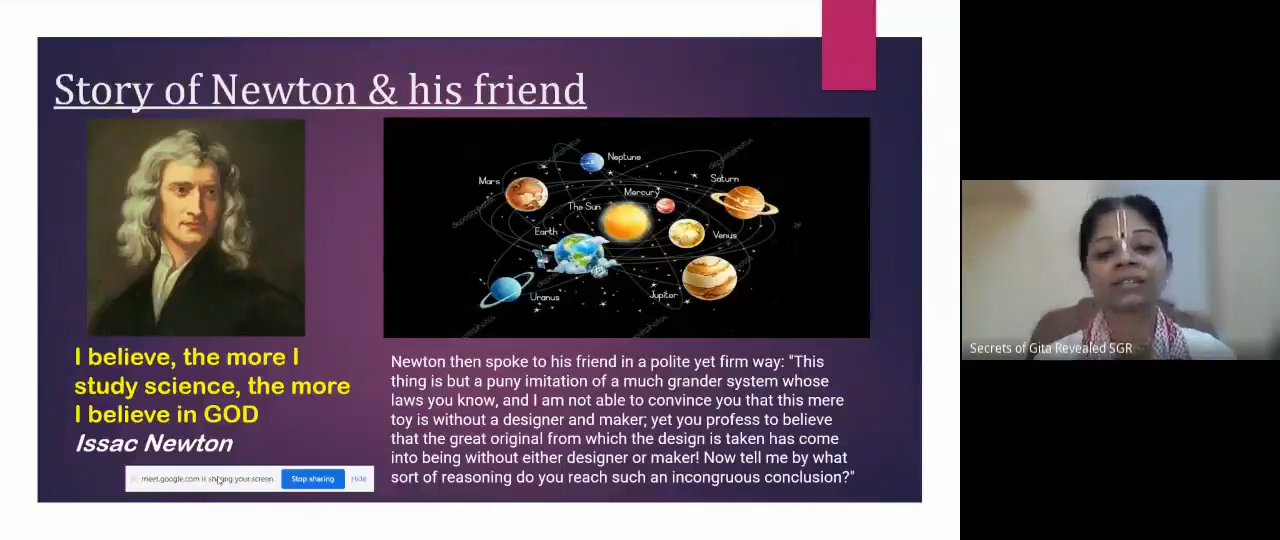 Story of Newton & his friend
Neptune
Mars
Saturn
Mercury
The Sun
Earth
Venus
Uranus
Jupiter
depositphotos
I believe, the more I
study science, the more
I believe in GOD
Issac Newton
Newton then spoke to his friend in a polite yet firm way: "This
thing is but a puny imitation of a much grander system whose
laws you know, and I am not able to convince you that this mere
toy is without a designer and maker; yet you profess to believe
that the great original from which the design is taken has come
into being without either designer or maker! Now tell me by what
sort of reasoning do you reach such an incongruous conclusion?"
meet.google.com is sharing your screen. Stop sharing Hide
Secrets of Gita Revealed SGR